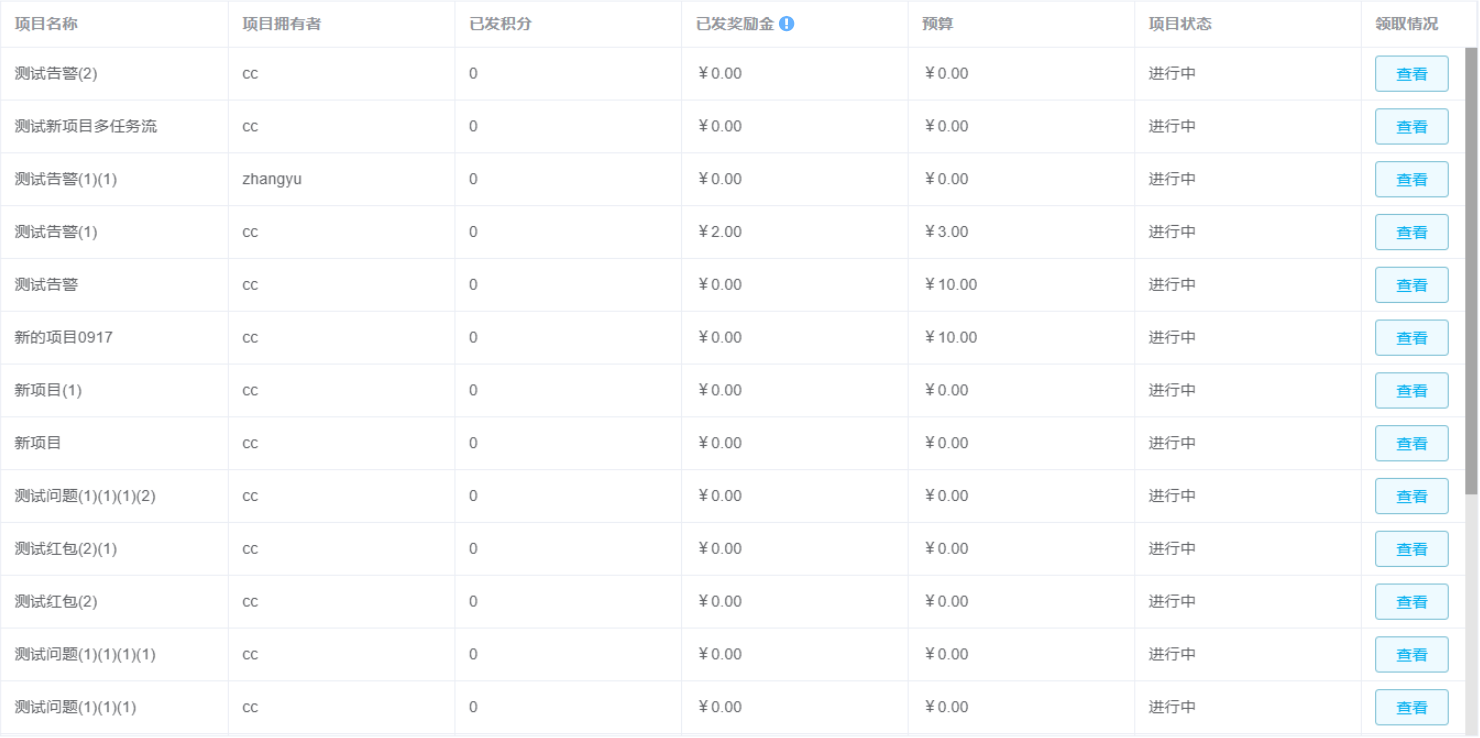 项目名称 项目拥有者 已发积分 已发奖励金 预算 项目状态 领取情况
测试告警(2) cc 0 ¥0.00 ¥0.00 进行中 查看
测试新项目多任务流 cc 0 ¥0.00 ¥0.00 进行中 查看
测试告警(1)(1) zhangyu 0 ¥0.00 ¥0.00 进行中 查看
测试告警(1) cc 0 ¥2.00 ¥3.00 进行中 查看
测试告警 cc 0 ¥0.00 ¥10.00 进行中 查看
新的项目0917 cc 0 ¥0.00 ¥10.00 进行中 查看
新项目(1) cc 0 ¥0.00 ¥0.00 进行中 查看
新项目 cc 0 ¥0.00 ¥0.00 进行中 查看
测试问题(1)(1)(1)(2) cc 0 ¥0.00 ¥0.00 进行中 查看
测试红包(2)(1) cc 0 ¥0.00 ¥0.00 进行中 查看
测试红包(2) cc 0 ¥0.00 ¥0.00 进行中 查看
测试问题(1)(1)(1)(1) cc 0 ¥0.00 ¥0.00 进行中 查看
测试问题(1)(1)(1) cc 0 ¥0.00 ¥0.00 进行中 查看